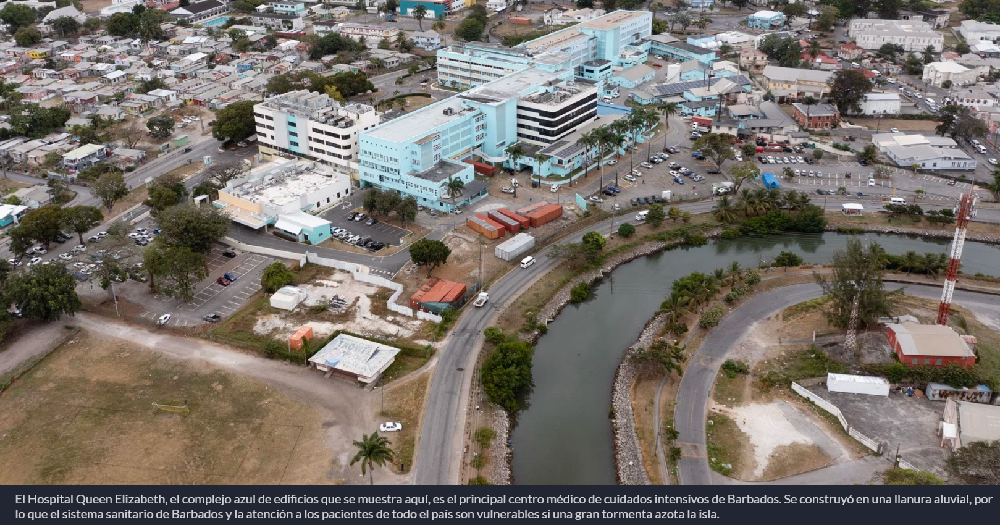 El Hospital Queen Elizabeth, el complejo azul de edificios que se muestra aquí, es el principal centro médico de cuidados intensivos de Barbados. Se construyó en una llanura aluvial, por
lo que el sistema sanitario de Barbados y la atención a los pacientes de todo el país son vulnerables si una gran tormenta azota la isla.